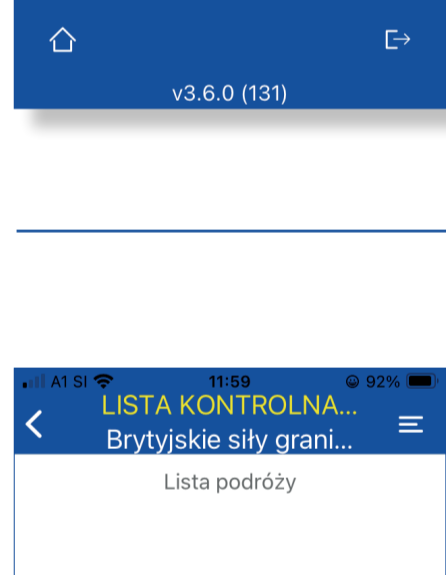 v3.6.0 (131)
A1 SI 11:59 92%
LISTA KONTROLNA...
Brytyjskie siły grani...
Lista podróży